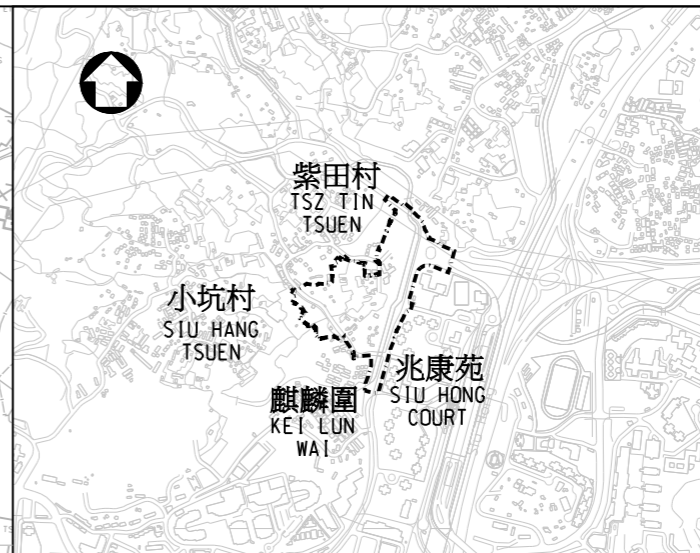 紫田村
TSZ TIN
TSUEN
小坑村
SIU HANG
TSUEN
兆康苑
SIU HONG
COURT
麒麟圍
KEI LUN
WAI